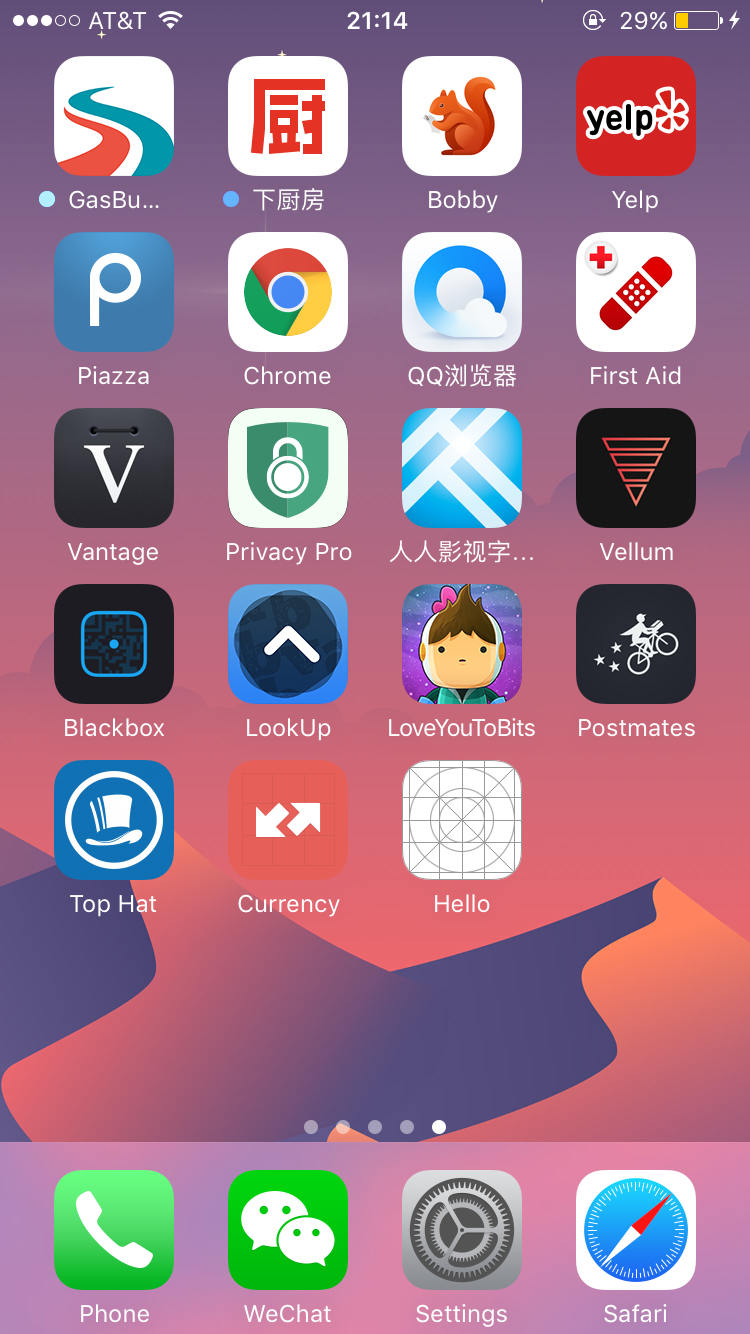 AT&T 21:14 29%
厨 yelp
GasBu... 下厨房 Bobby Yelp
Piazza Chrome QQ浏览器 First Aid
V
Vantage Privacy Pro 人人影视字... Vellum
Blackbox LookUp LoveYouToBits Postmates
Top Hat Currency Hello
Phone WeChat Settings Safari